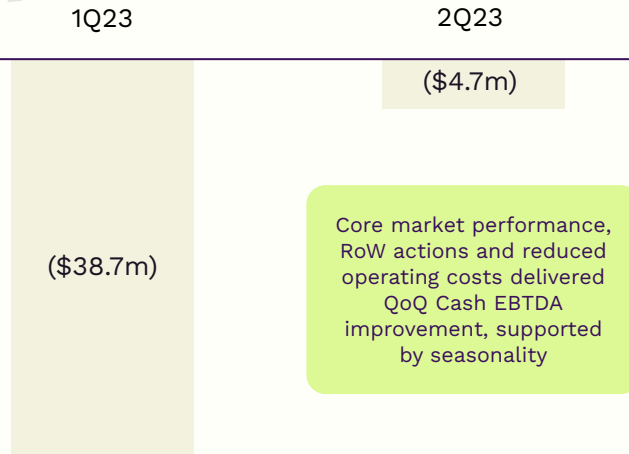 1Q23
2Q23
($4.7m)
($38.7m)
Core market performance,
RoW actions and reduced
operating costs delivered
QoQ Cash EBTDA
improvement, supported
by seasonality